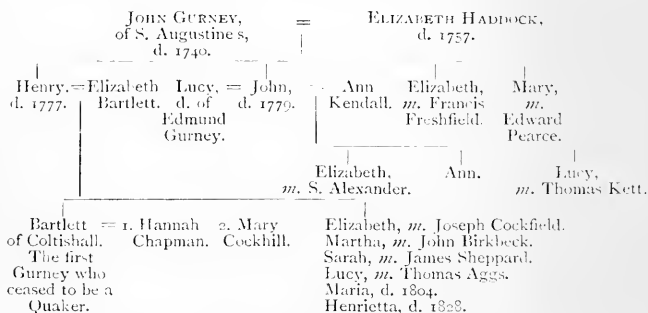 JOHN GURNEY, = ELIZABETH HADDOCK,
of S. Augustines, d. 1757.
d. 1740.
Henry, = Elizabeth Lucy, = John, Ann Elizabeth, Mary,
d. 1777. Bartlett. d. of d. 1779. Kendall. m. Francis m.
Edmund Freshfield. Edward
Gurney. Pearce.
Elizabeth, Ann. Lucy,
m. S. Alexander. m. Thomas Kett.
Bartlett = 1. Hannah 2. Mary Elizabeth, m. Joseph Cockfield.
of Coltishall. Chapman. Cockhill. Martha, m. John Birkbeck.
The first Sarah, m. James Sheppard.
Gurney who Lucy, m. Thomas Aggs.
ceased to be a Maria, d. 1804.
Quaker. Henrietta, d. 1828.